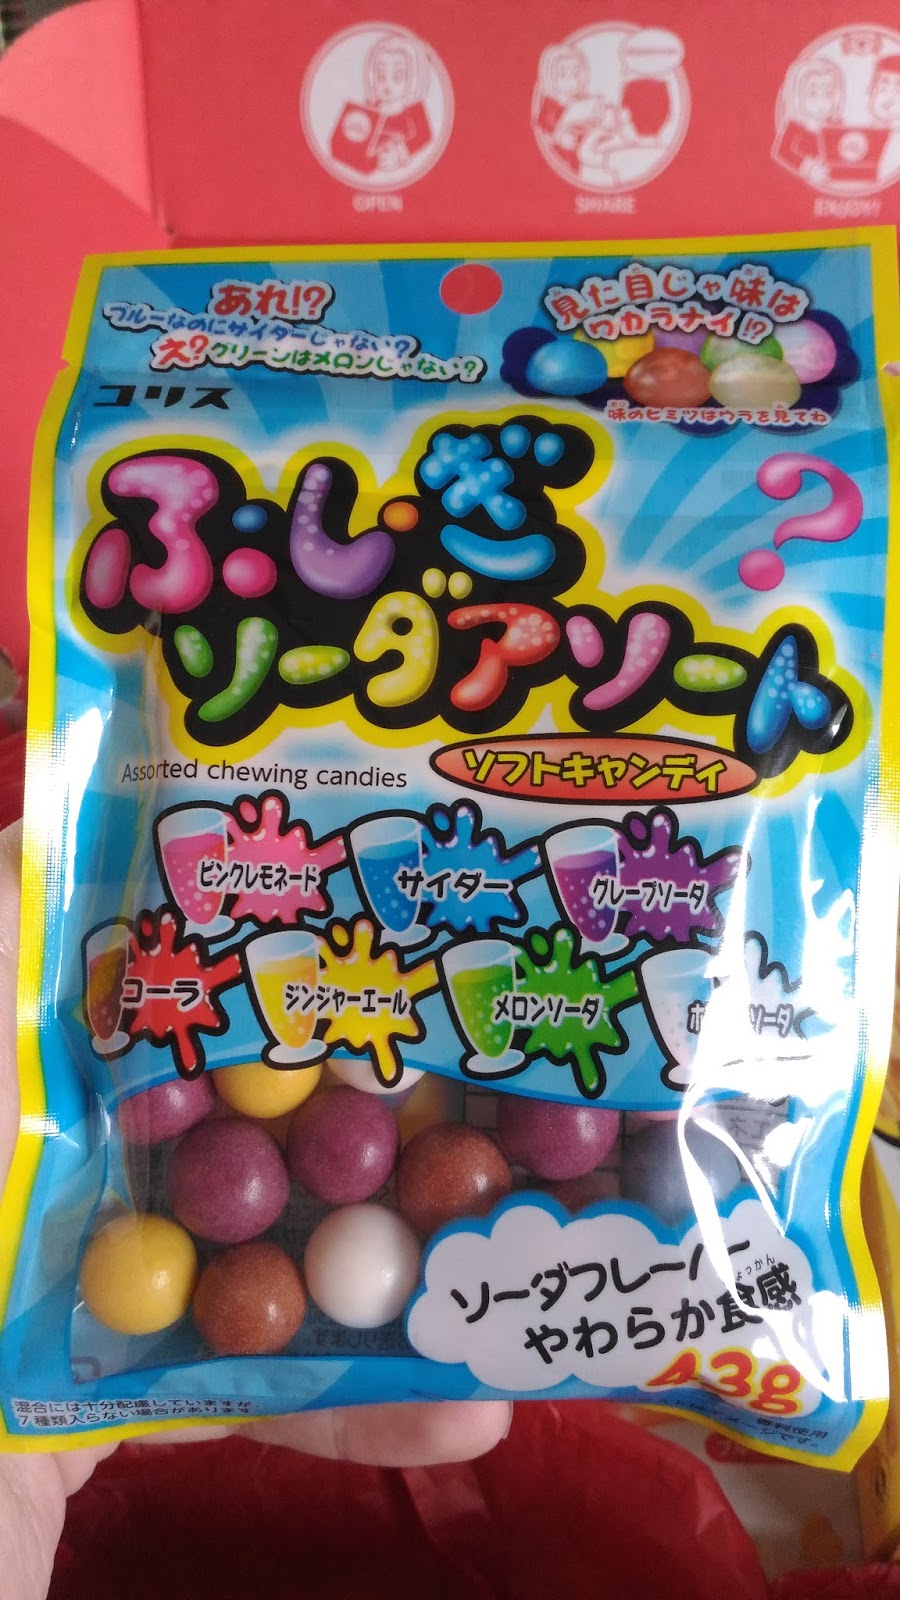 OPEN
SHARE
ENJOY!
あれ!?
ブルーなのにサイダーじゃない?
え?グリーンはメロンじゃない?
見た目じゃ味は
ワカラナイ!?
味のヒミツはウラを見てね
コリス
ふしぎ
?
ソーダアソート
Assorted chewing candies
ソフトキャンディ
ピンクレモネード
サイダー
グレープソーダ
コーラ
ジンジャーエール
メロンソーダ
ソーダフレーバー
やわらか食感
43g
混合には十分配慮していますが、
7種類入らない場合があります。
香料使用